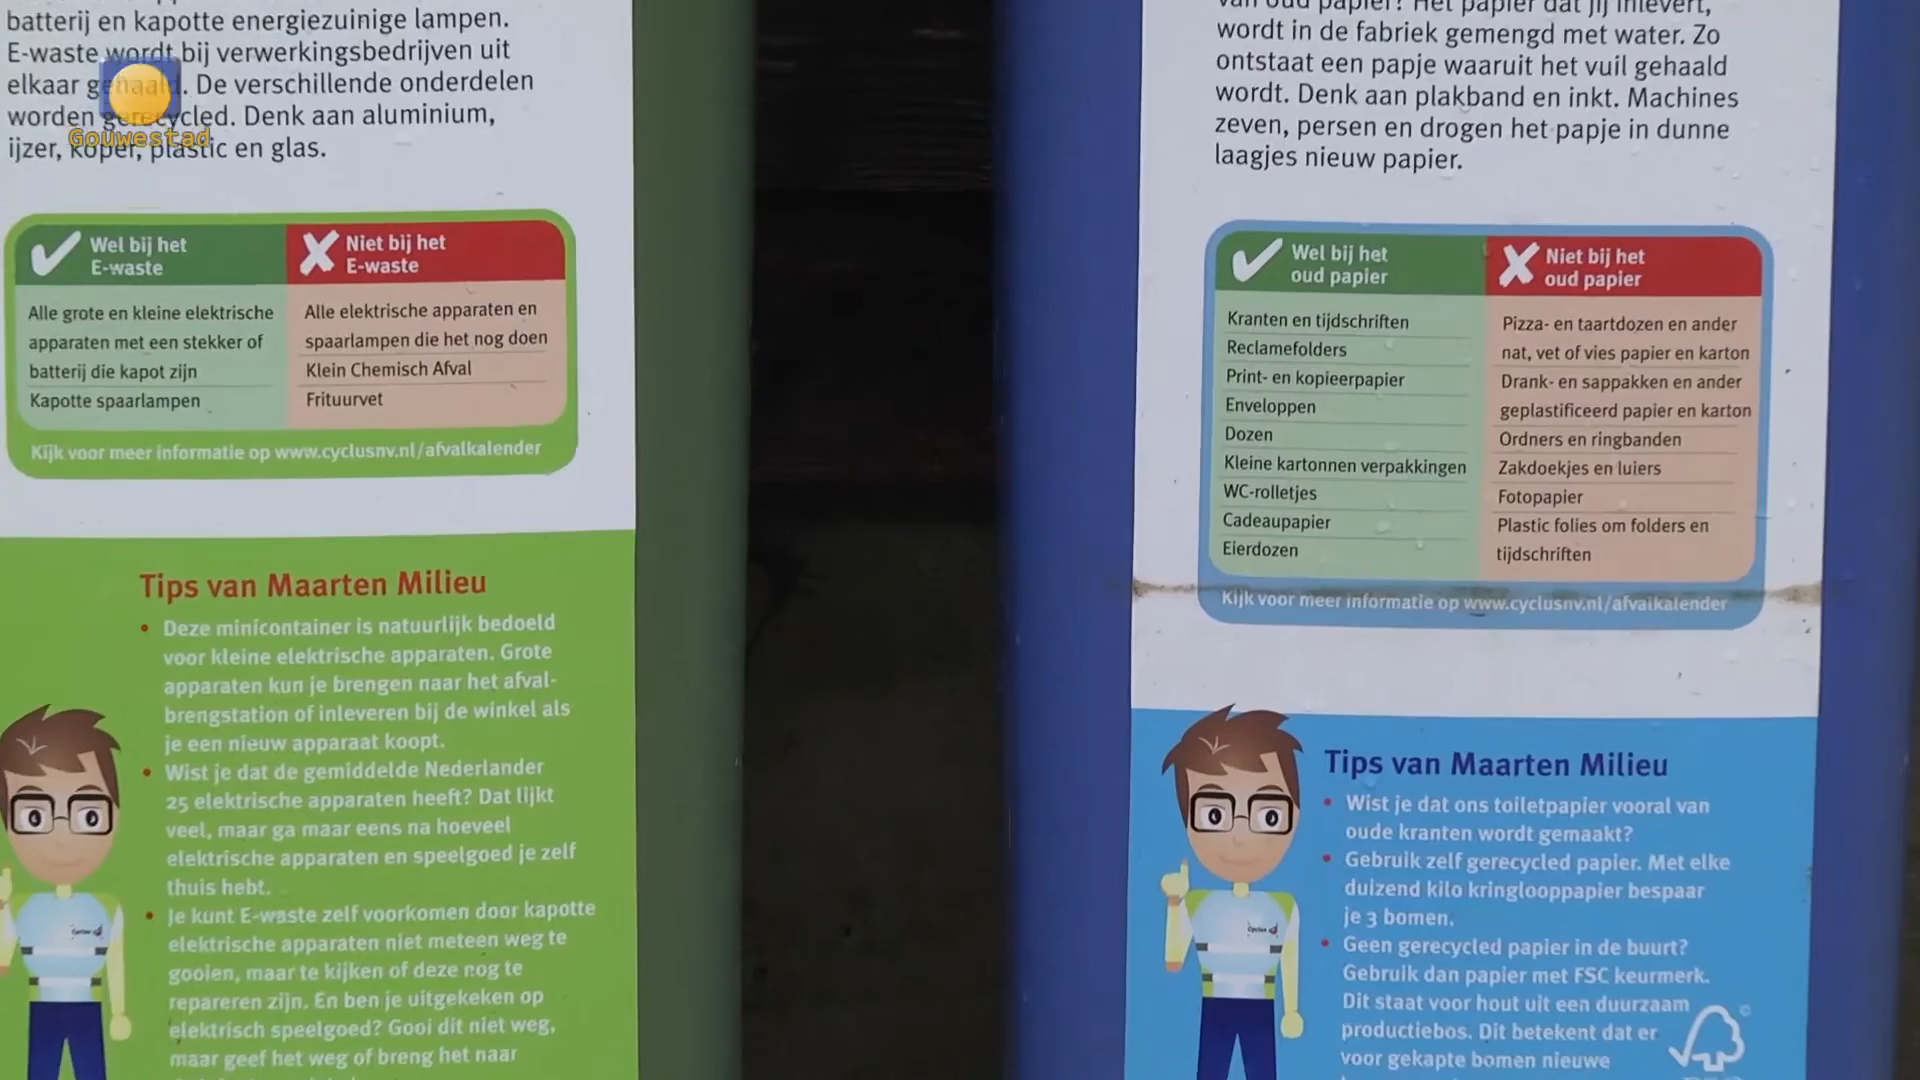 batterij en kapotte energiezuinige lampen.
E-waste wordt bij verwerkingsbedrijven uit
elkaar gehaald. De verschillende onderdelen
worden gerecycled. Denk aan aluminium,
ijzer, koper, plastic en glas.
Gouwestad
Wel bij het
E-waste
Niet bij het
E-waste
Alle grote en kleine elektrische
apparaten met een stekker of
batterij die kapot zijn
Kapotte spaarlampen
Alle elektrische apparaten en
spaarlampen die het nog doen
Klein Chemisch Afval
Frituurvet
Kijk voor meer informatie op www.cyclusnv.nl/afvalkalender
Tips van Maarten Milieu
• Deze minicontainer is natuurlijk bedoeld
voor kleine elektrische apparaten. Grote
apparaten kun je brengen naar het afval-
brengstation of inleveren bij de winkel als
je een nieuw apparaat koopt.
• Wist je dat de gemiddelde Nederlander
25 elektrische apparaten heeft? Dat lijkt
veel, maar ga maar eens na hoeveel
elektrische apparaten en speelgoed je zelf
thuis hebt.
• Je kunt E-waste zelf voorkomen door kapotte
elektrische apparaten niet meteen weg te
gooien, maar te kijken of deze nog te
repareren zijn. En ben je uitgekeken op
elektrisch speelgoed? Gooi dit niet weg,
maar geef het weg of breng het naar
Cyclus
van oud papier? Het papier dat jij inlevert,
wordt in de fabriek gemengd met water. Zo
ontstaat een papje waaruit het vuil gehaald
wordt. Denk aan plakband en inkt. Machines
zeven, persen en drogen het papje in dunne
laagjes nieuw papier.
Wel bij het
oud papier
Niet bij het
oud papier
Kranten en tijdschriften
Reclamefolders
Print- en kopieerpapier
Enveloppen
Dozen
Kleine kartonnen verpakkingen
WC-rolletjes
Cadeaupapier
Eierdozen
Pizza- en taartdozen en ander
nat, vet of vies papier en karton
Drank- en sappakken en ander
geplastificeerd papier en karton
Ordners en ringbanden
Zakdoekjes en luiers
Fotopapier
Plastic folies om folders en
tijdschriften
Kijk voor meer informatie op www.cyclusnv.nl/afvalkalender
Tips van Maarten Milieu
• Wist je dat ons toiletpapier vooral van
oude kranten wordt gemaakt?
• Gebruik zelf gerecycled papier. Met elke
duizend kilo kringlooppapier bespaar
je 3 bomen.
• Geen gerecycled papier in de buurt?
Gebruik dan papier met FSC keurmerk.
Dit staat voor hout uit een duurzaam
productiebos. Dit betekent dat er
voor gekapte bomen nieuwe
Cyclus